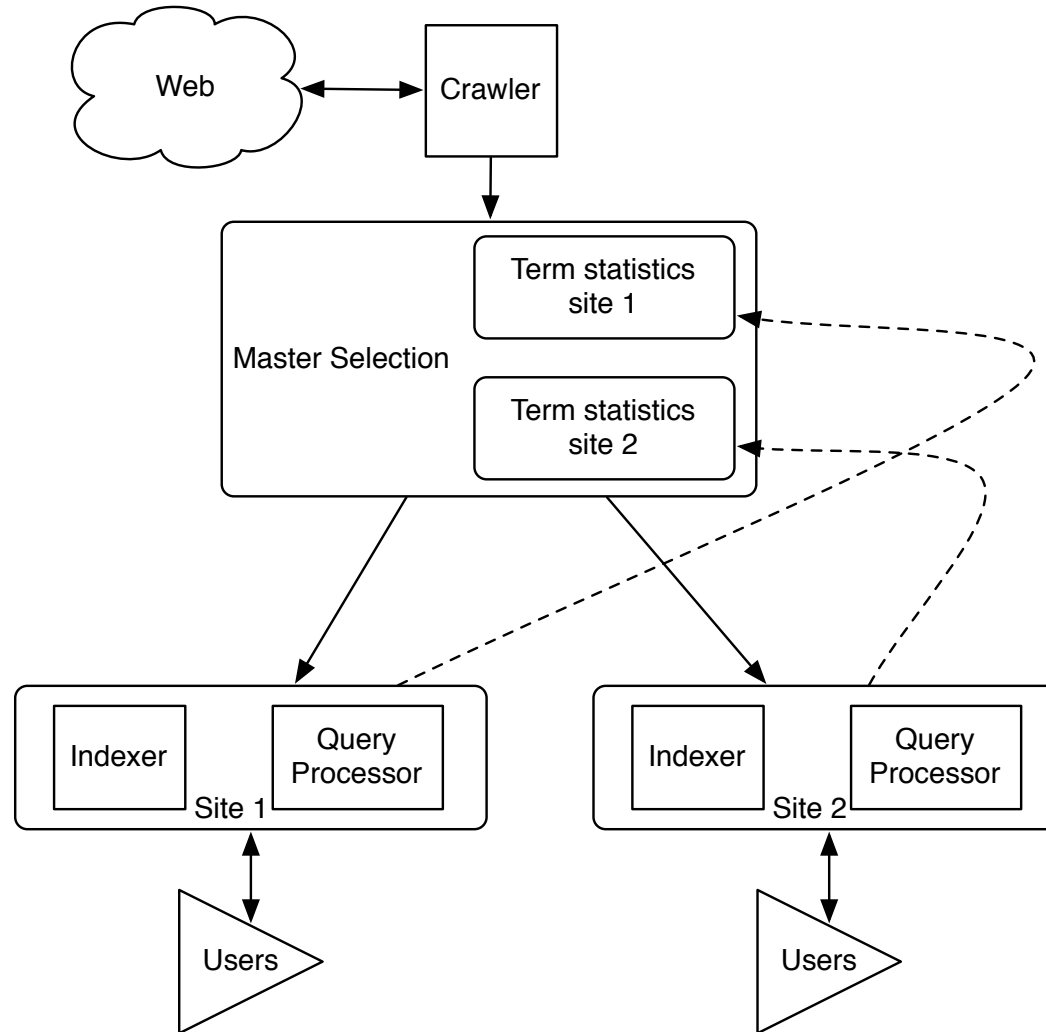 Web
Crawler
Term statistics
site 1
Master Selection
Term statistics
site 2
Indexer
Query
Processor
Site 1
Indexer
Query
Processor
Site 2
Users
Users